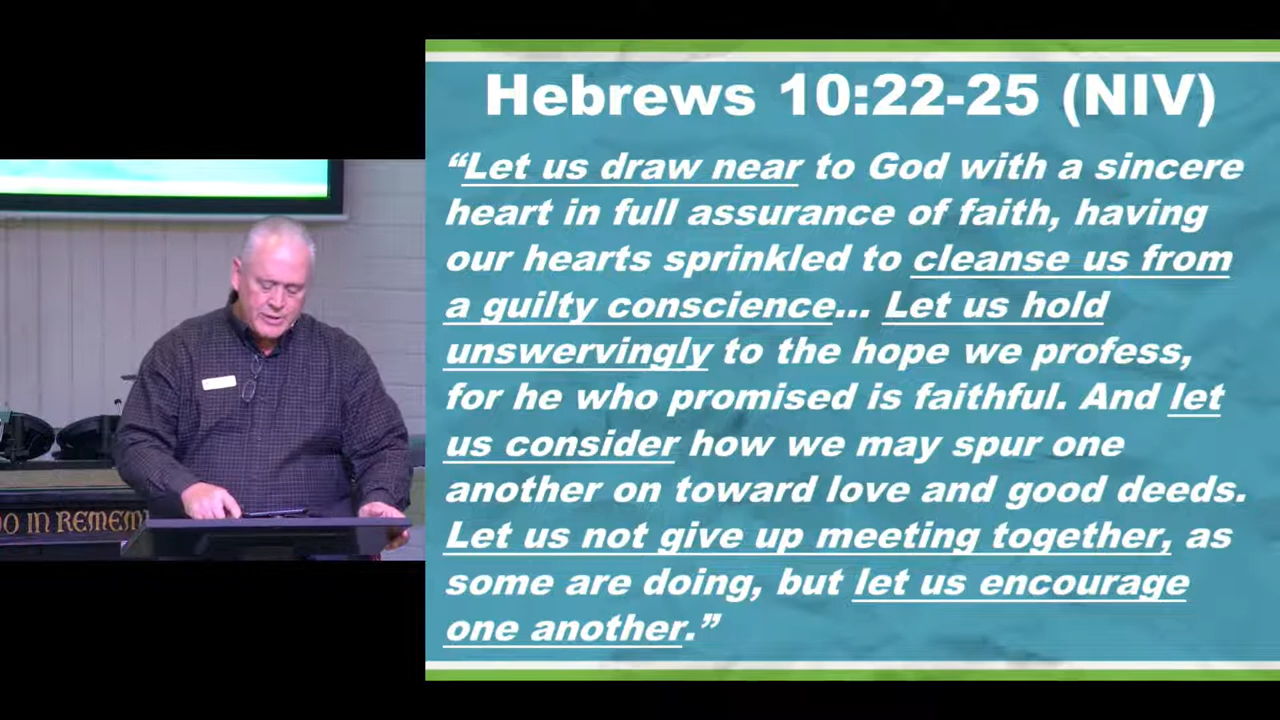 Hebrews 10:22-25 (NIV)
“Let us draw near to God with a sincere
heart in full assurance of faith, having
our hearts sprinkled to cleanse us from
a guilty conscience... Let us hold
unswervingly to the hope we profess,
for he who promised is faithful. And let
us consider how we may spur one
another on toward love and good deeds.
Let us not give up meeting together, as
some are doing, but let us encourage
one another.”
IN